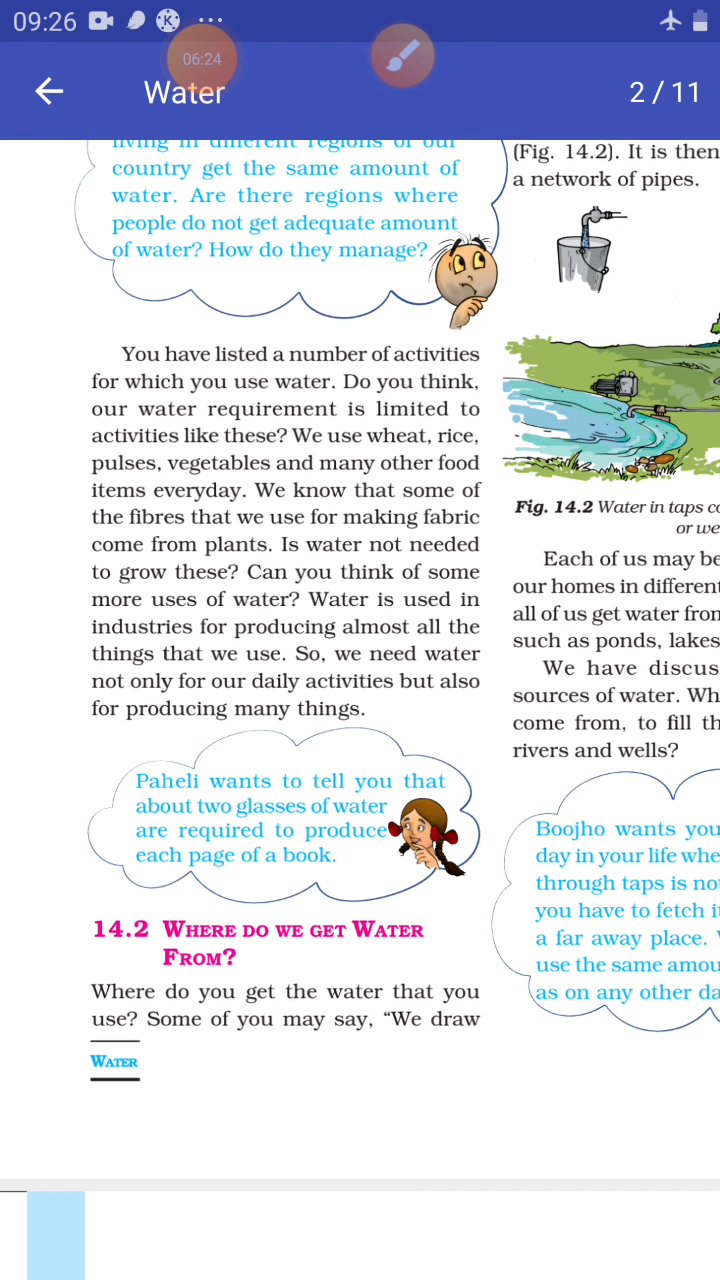 09:26
06:24
Water
2 / 11
living in different regions of our
country get the same amount of
water. Are there regions where
people do not get adequate amount
of water? How do they manage?
You have listed a number of activities
for which you use water. Do you think,
our water requirement is limited to
activities like these? We use wheat, rice,
pulses, vegetables and many other food
items everyday. We know that some of
the fibres that we use for making fabric
come from plants. Is water not needed
to grow these? Can you think of some
more uses of water? Water is used in
industries for producing almost all the
things that we use. So, we need water
not only for our daily activities but also
for producing many things.
Paheli wants to tell you that
about two glasses of water
are required to produce
each page of a book.
14.2 WHERE DO WE GET WATER
FROM?
Where do you get the water that you
use? Some of you may say, “We draw
WATER
(Fig. 14.2). It is then
a network of pipes.
Fig. 14.2 Water in taps co
or we
Each of us may be
our homes in different
all of us get water from
such as ponds, lakes
We have discus
sources of water. Wh
come from, to fill th
rivers and wells?
Boojho wants you
day in your life whe
through taps is not
you have to fetch it
a far away place.
use the same amou
as on any other da